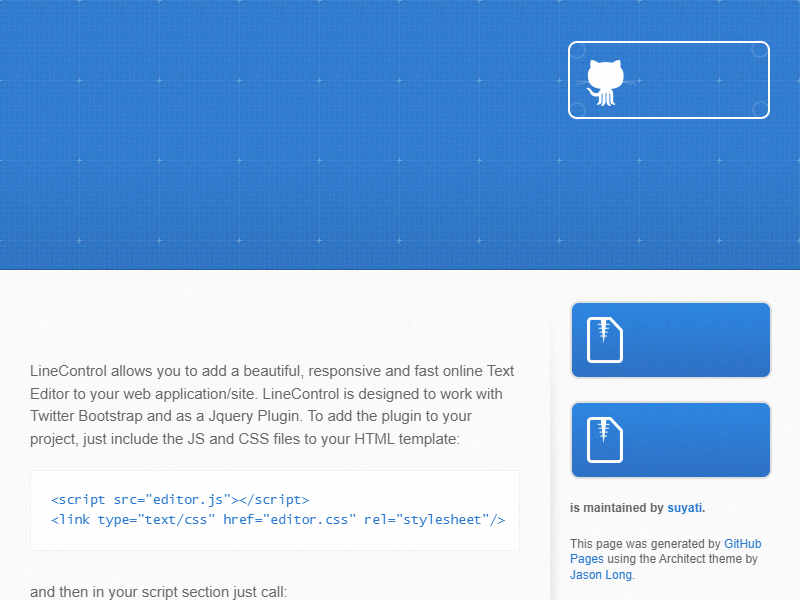 LineControl allows you to add a beautiful, responsive and fast online Text
Editor to your web application/site. LineControl is designed to work with
Twitter Bootstrap and as a Jquery Plugin. To add the plugin to your
project, just include the JS and CSS files to your HTML template:
<script src="editor.js"></script>
<link type="text/css" href="editor.css" rel="stylesheet"/>
and then in your script section just call:
is maintained by suyati.
This page was generated by GitHub
Pages using the Architect theme by
Jason Long.